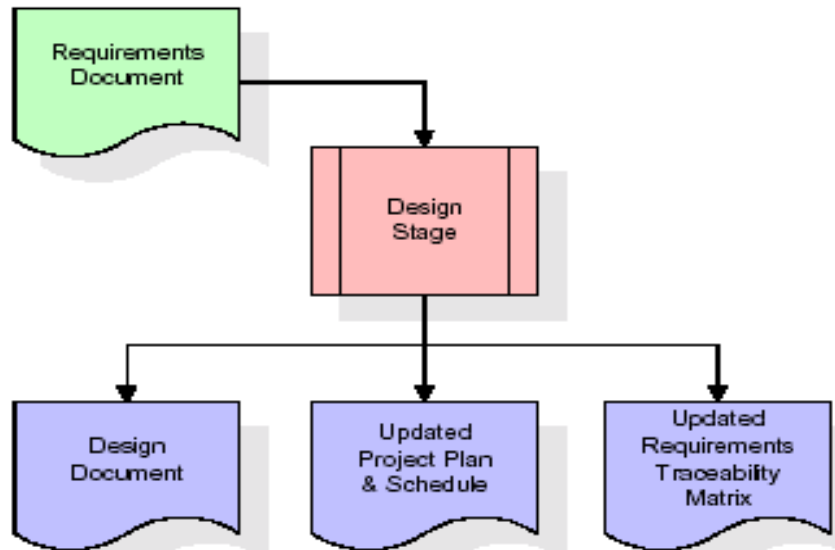 Requirements
Document
Design
Stage
Design
Document
Updated
Project Plan
& Schedule
Updated
Requirements
Traceability
Matrix